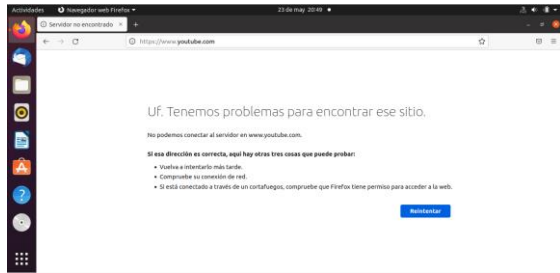 Actividades
Navegador web Firefox
23 de may 20:49
Servidor no encontrado
https://www.youtube.com
Uf. Tenemos problemas para encontrar ese sitio.
No podemos conectar al servidor en www.youtube.com.
Si esa dirección es correcta, aquí hay otras tres cosas que puede probar:
• Vuelva a intentarlo más tarde.
• Compruebe su conexión de red.
• Si está conectado a través de un cortafuegos, compruebe que Firefox tiene permiso para acceder a la web.
Reintentar